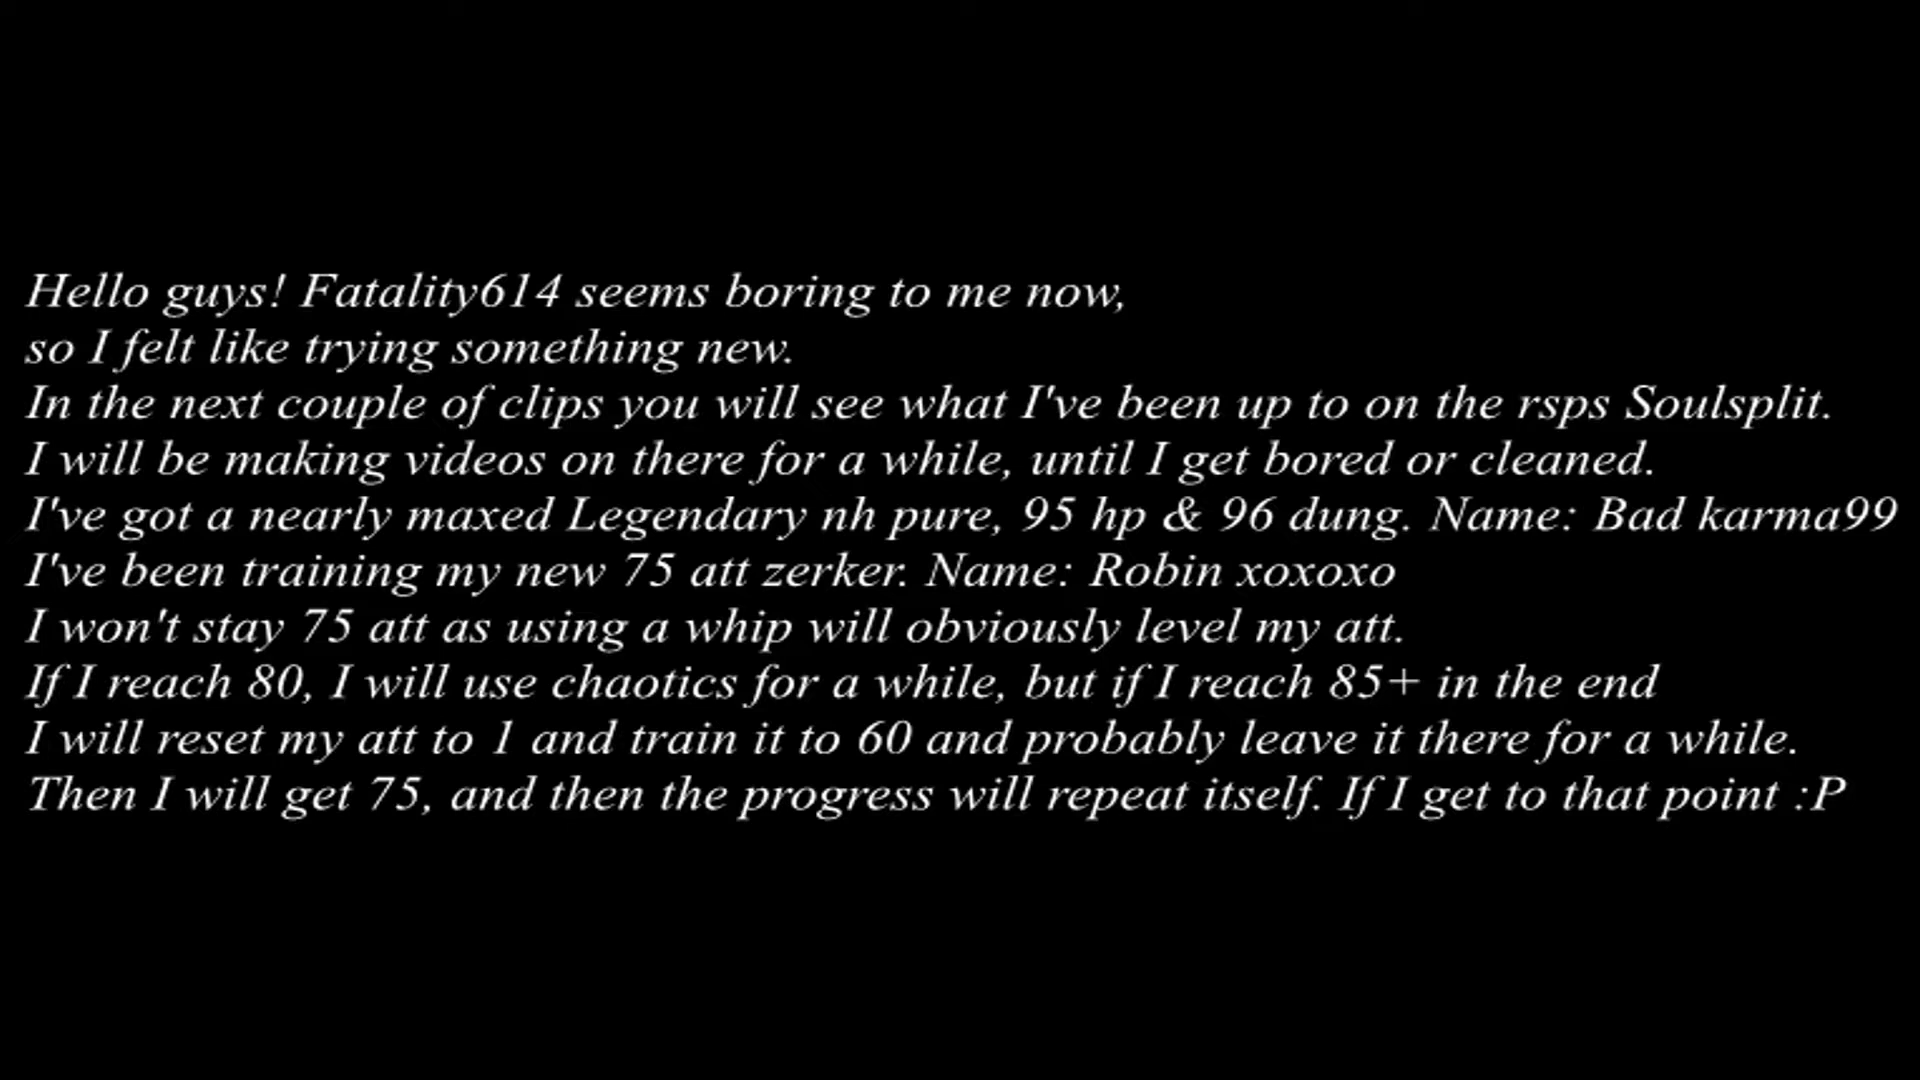 Hello guys! Fatality614 seems boring to me now,
so I felt like trying something new.
In the next couple of clips you will see what I've been up to on the rsps Soulsplit.
I will be making videos on there for a while, until I get bored or cleaned.
I've got a nearly maxed Legendary nh pure, 95 hp & 96 dung. Name: Bad karma99
I've been training my new 75 att zerker. Name: Robin xoxoxo
I won't stay 75 att as using a whip will obviously level my att.
If I reach 80, I will use chaotics for a while, but if I reach 85+ in the end
I will reset my att to 1 and train it to 60 and probably leave it there for a while.
Then I will get 75, and then the progress will repeat itself. If I get to that point :P